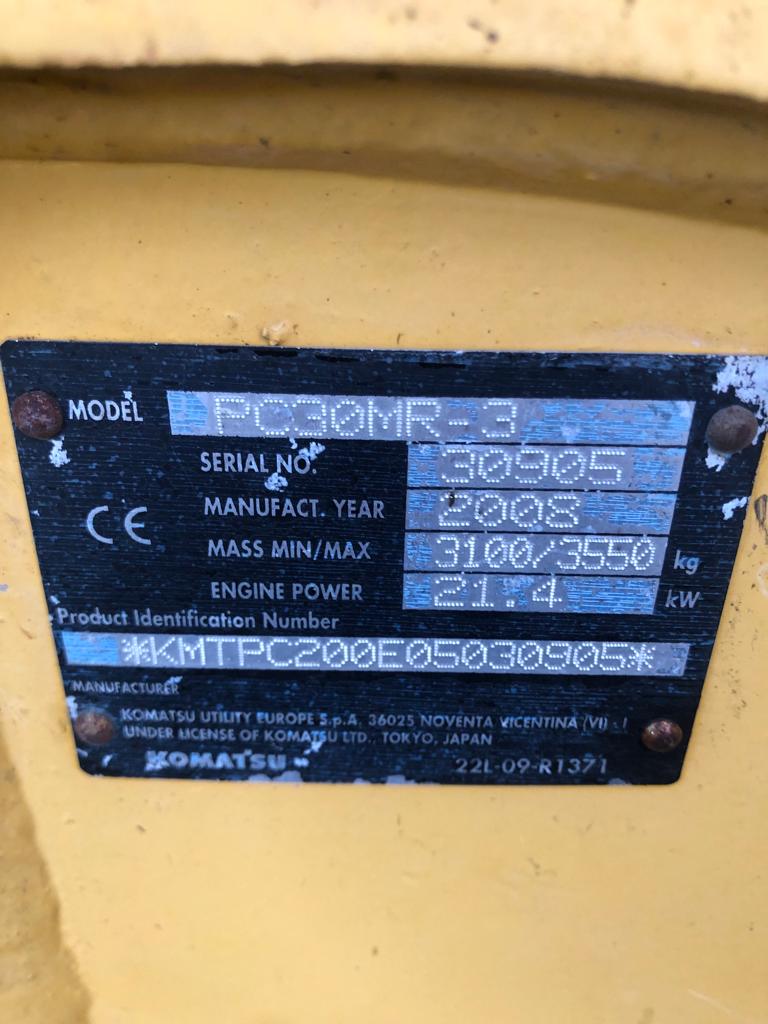 MODEL PC30MR-3
SERIAL NO. 30905
CE MANUFACT. YEAR 2008
MASS MIN/MAX 3100/3550 kg
ENGINE POWER 21.4 kW
Product Identification Number
*KMTPC200E05030905*
MANUFACTURER
KOMATSU UTILITY EUROPE S.p.A. 36025 NOVENTA VICENTINA (VI) - I
UNDER LICENSE OF KOMATSU LTD., TOKYO, JAPAN
KOMATSU 22L-09-R1371